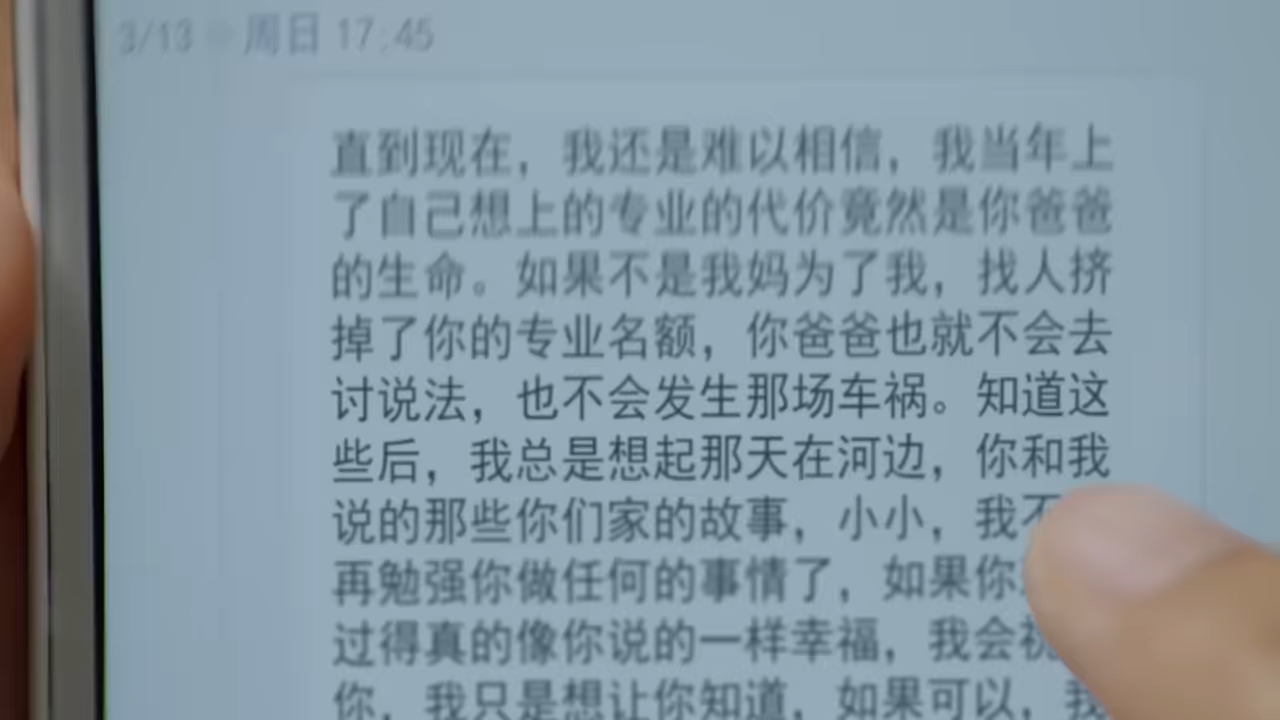 3/13 周日 17:45
直到现在，我还是难以相信，我当年上
了自己想上的专业的代价竟然是你爸爸
的生命。如果不是我妈为了我，找人挤
掉了你的专业名额，你爸爸也就不会去
讨说法，也不会发生那场车祸。知道这
些后，我总是想起那天在河边，你和我
说的那些你们家的故事，小小，我不
再勉强你做任何的事情了，如果你
过得真的像你说的一样幸福，我会祝
你，我只是想让你知道，如果可以，我